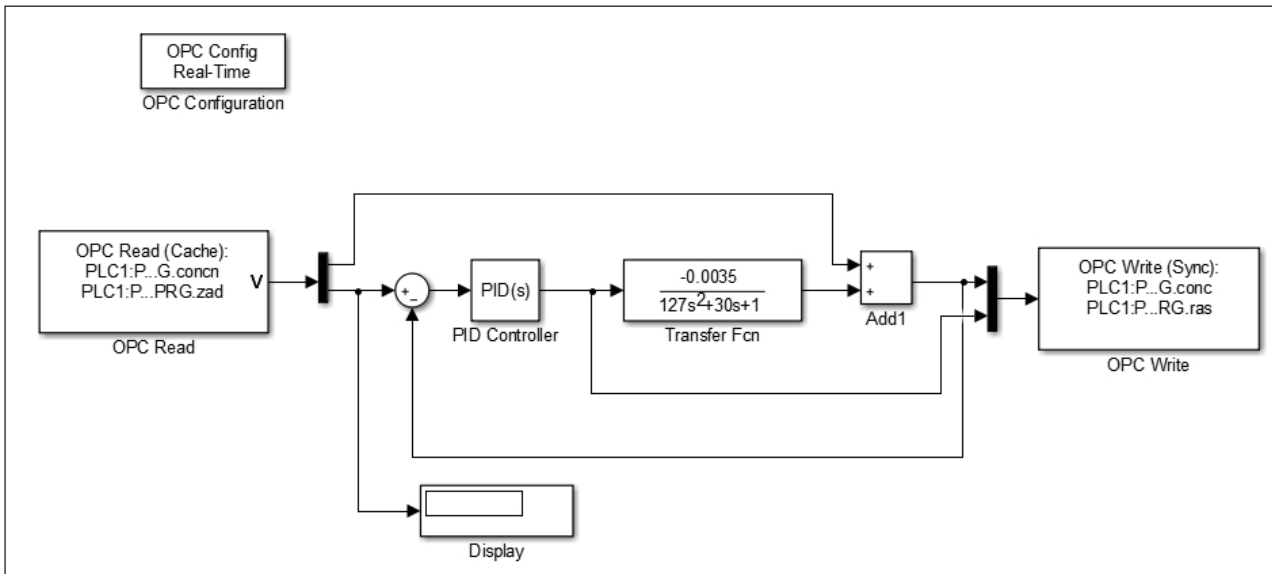 OPC Config
Real-Time
OPC Configuration
OPC Read (Cache):
PLC1:P...G.concn
PLC1:P...PRG.zad
V
OPC Read
+
−
PID(s)
PID Controller
-0.0035
127s²+30s+1
Transfer Fcn
+
+
Add1
OPC Write (Sync):
PLC1:P...G.conc
PLC1:P...RG.ras
OPC Write
Display